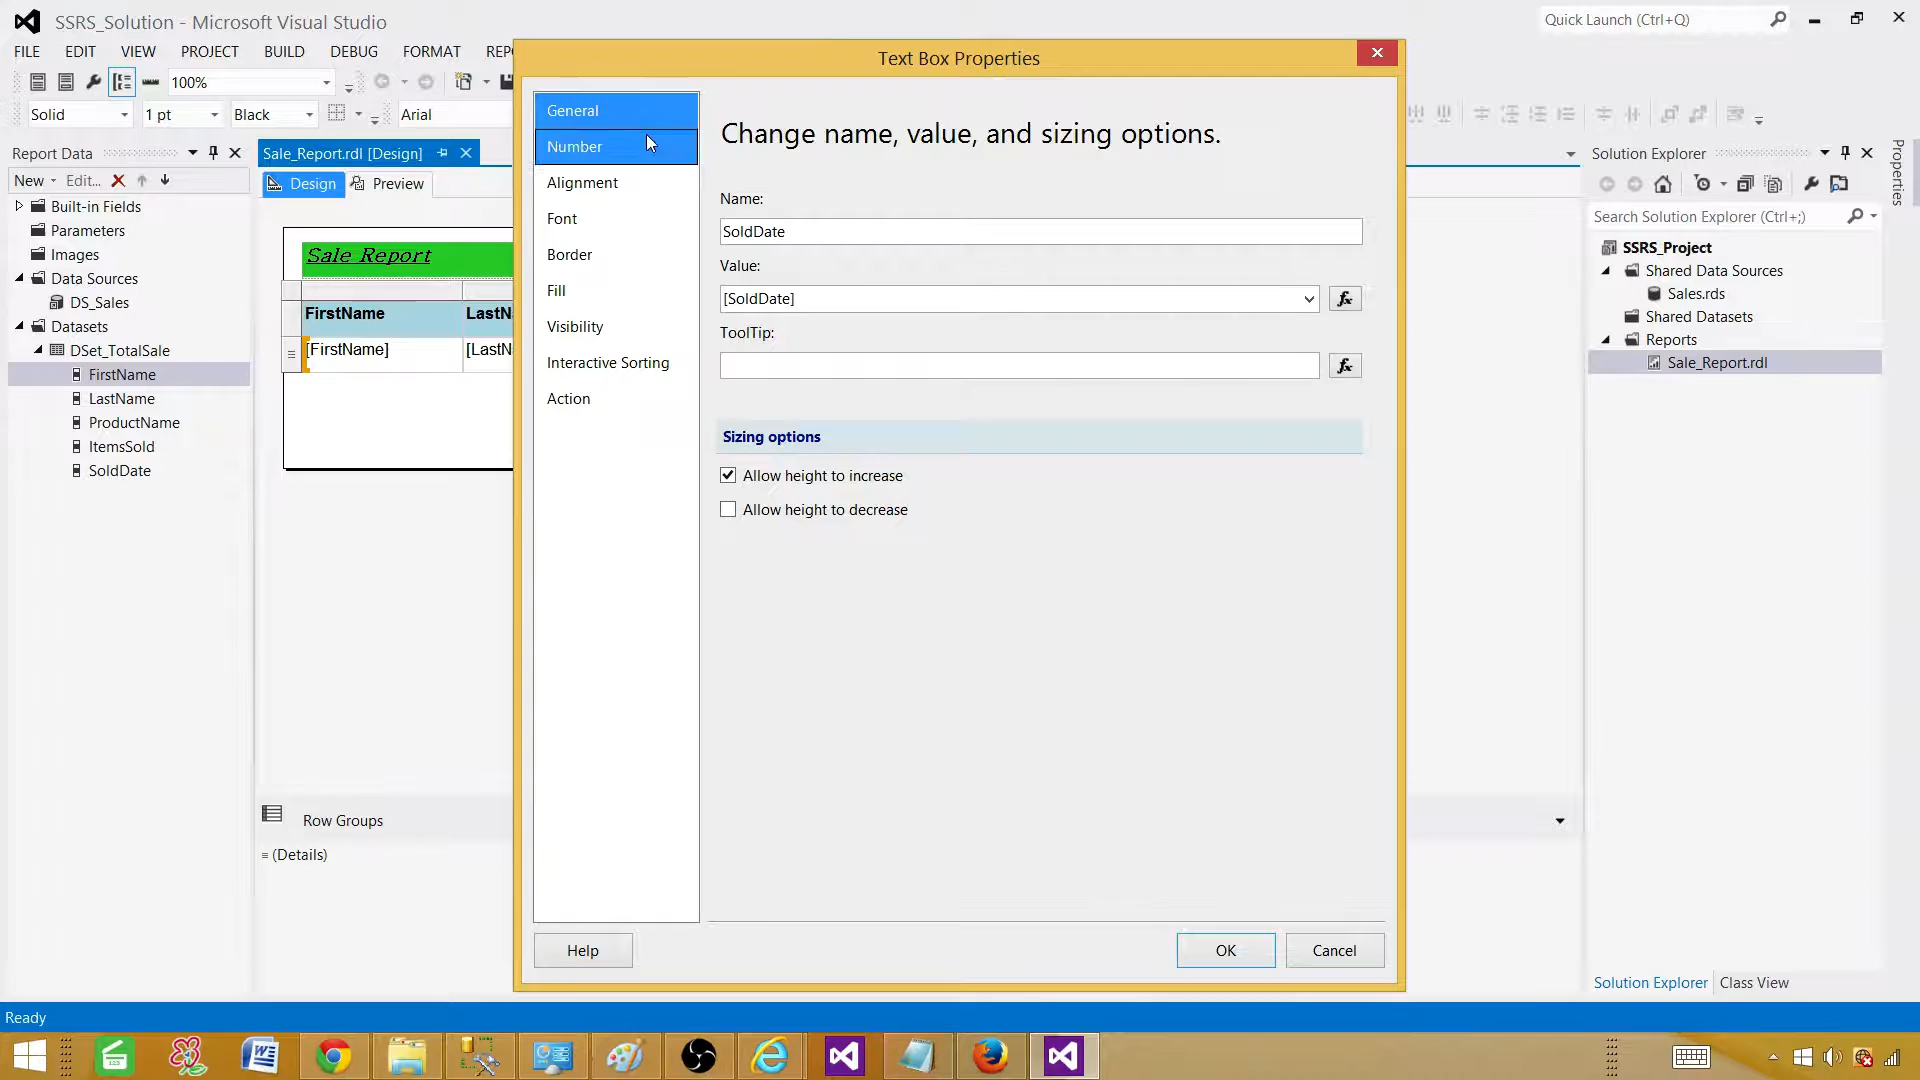 SSRS_Solution - Microsoft Visual Studio
Quick Launch (Ctrl+Q)
FILE EDIT VIEW PROJECT BUILD DEBUG FORMAT
100%
Solid 1 pt Black Arial
Report Data
New Edit...
Built-in Fields
Parameters
Images
Data Sources
DS_Sales
Datasets
DSet_TotalSale
FirstName
LastName
ProductName
ItemsSold
SoldDate
Sale_Report.rdl [Design]
Design Preview
Sale Report
FirstName LastN
[FirstName] [LastN
Row Groups
(Details)
Text Box Properties
General
Number
Alignment
Font
Border
Fill
Visibility
Interactive Sorting
Action
Change name, value, and sizing options.
Name:
SoldDate
Value:
[SoldDate]
fx
ToolTip:
fx
Sizing options
Allow height to increase
Allow height to decrease
Help OK Cancel
Solution Explorer
Search Solution Explorer (Ctrl+;)
SSRS_Project
Shared Data Sources
Sales.rds
Shared Datasets
Reports
Sale_Report.rdl
Solution Explorer Class View
Properties
Ready